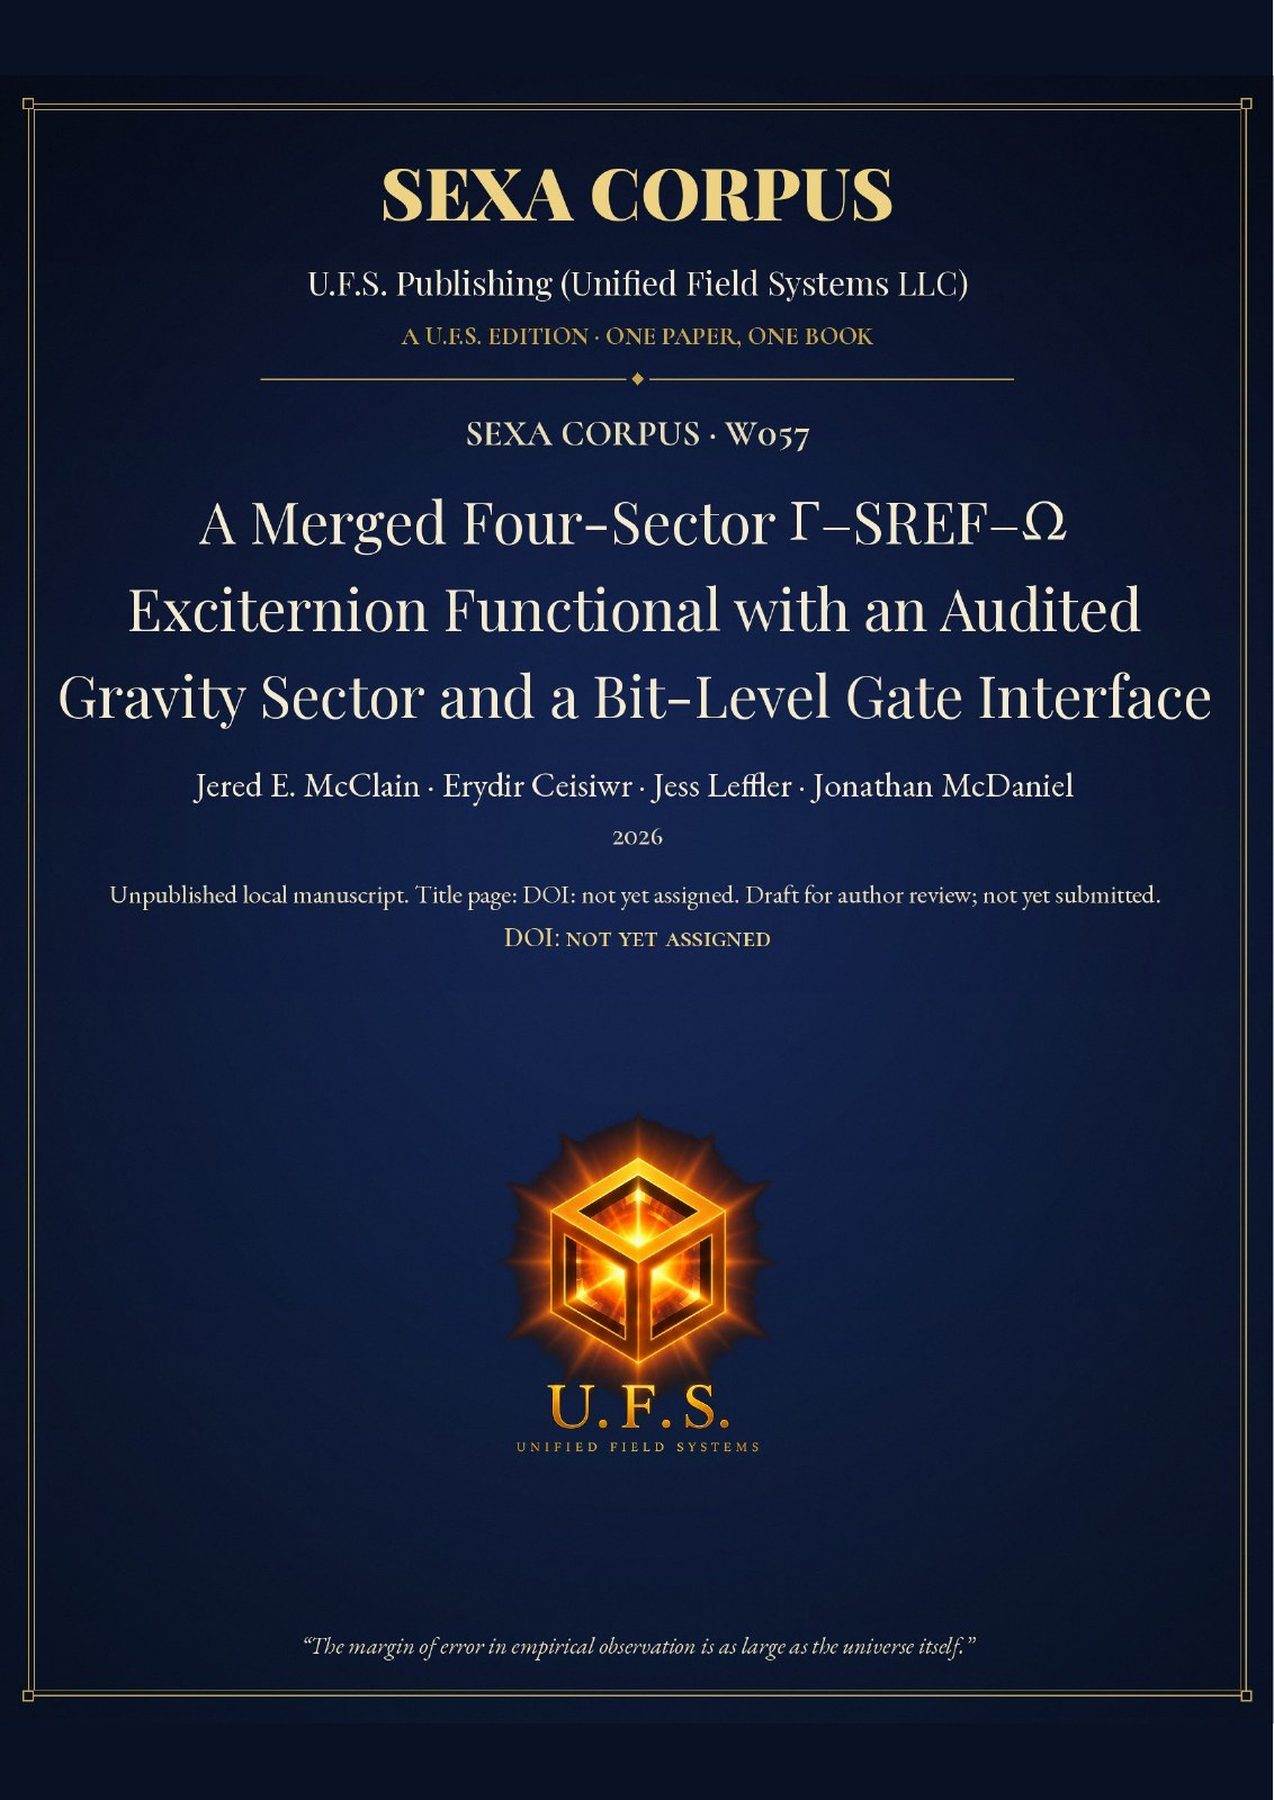 SEXA CORPUS
U.F.S. Publishing (Unified Field Systems LLC)
A U.F.S. EDITION · ONE PAPER, ONE BOOK
SEXA CORPUS · W057
A Merged Four-Sector Γ–SREF–Ω
Exciternion Functional with an Audited
Gravity Sector and a Bit-Level Gate Interface
Jered E. McClain · Erydir Ceisiwr · Jess Leffler · Jonathan McDaniel
2026
Unpublished local manuscript. Title page: DOI: not yet assigned. Draft for author review; not yet submitted.
DOI: NOT YET ASSIGNED
U.F.S.
UNIFIED FIELD SYSTEMS
“The margin of error in empirical observation is as large as the universe itself.”